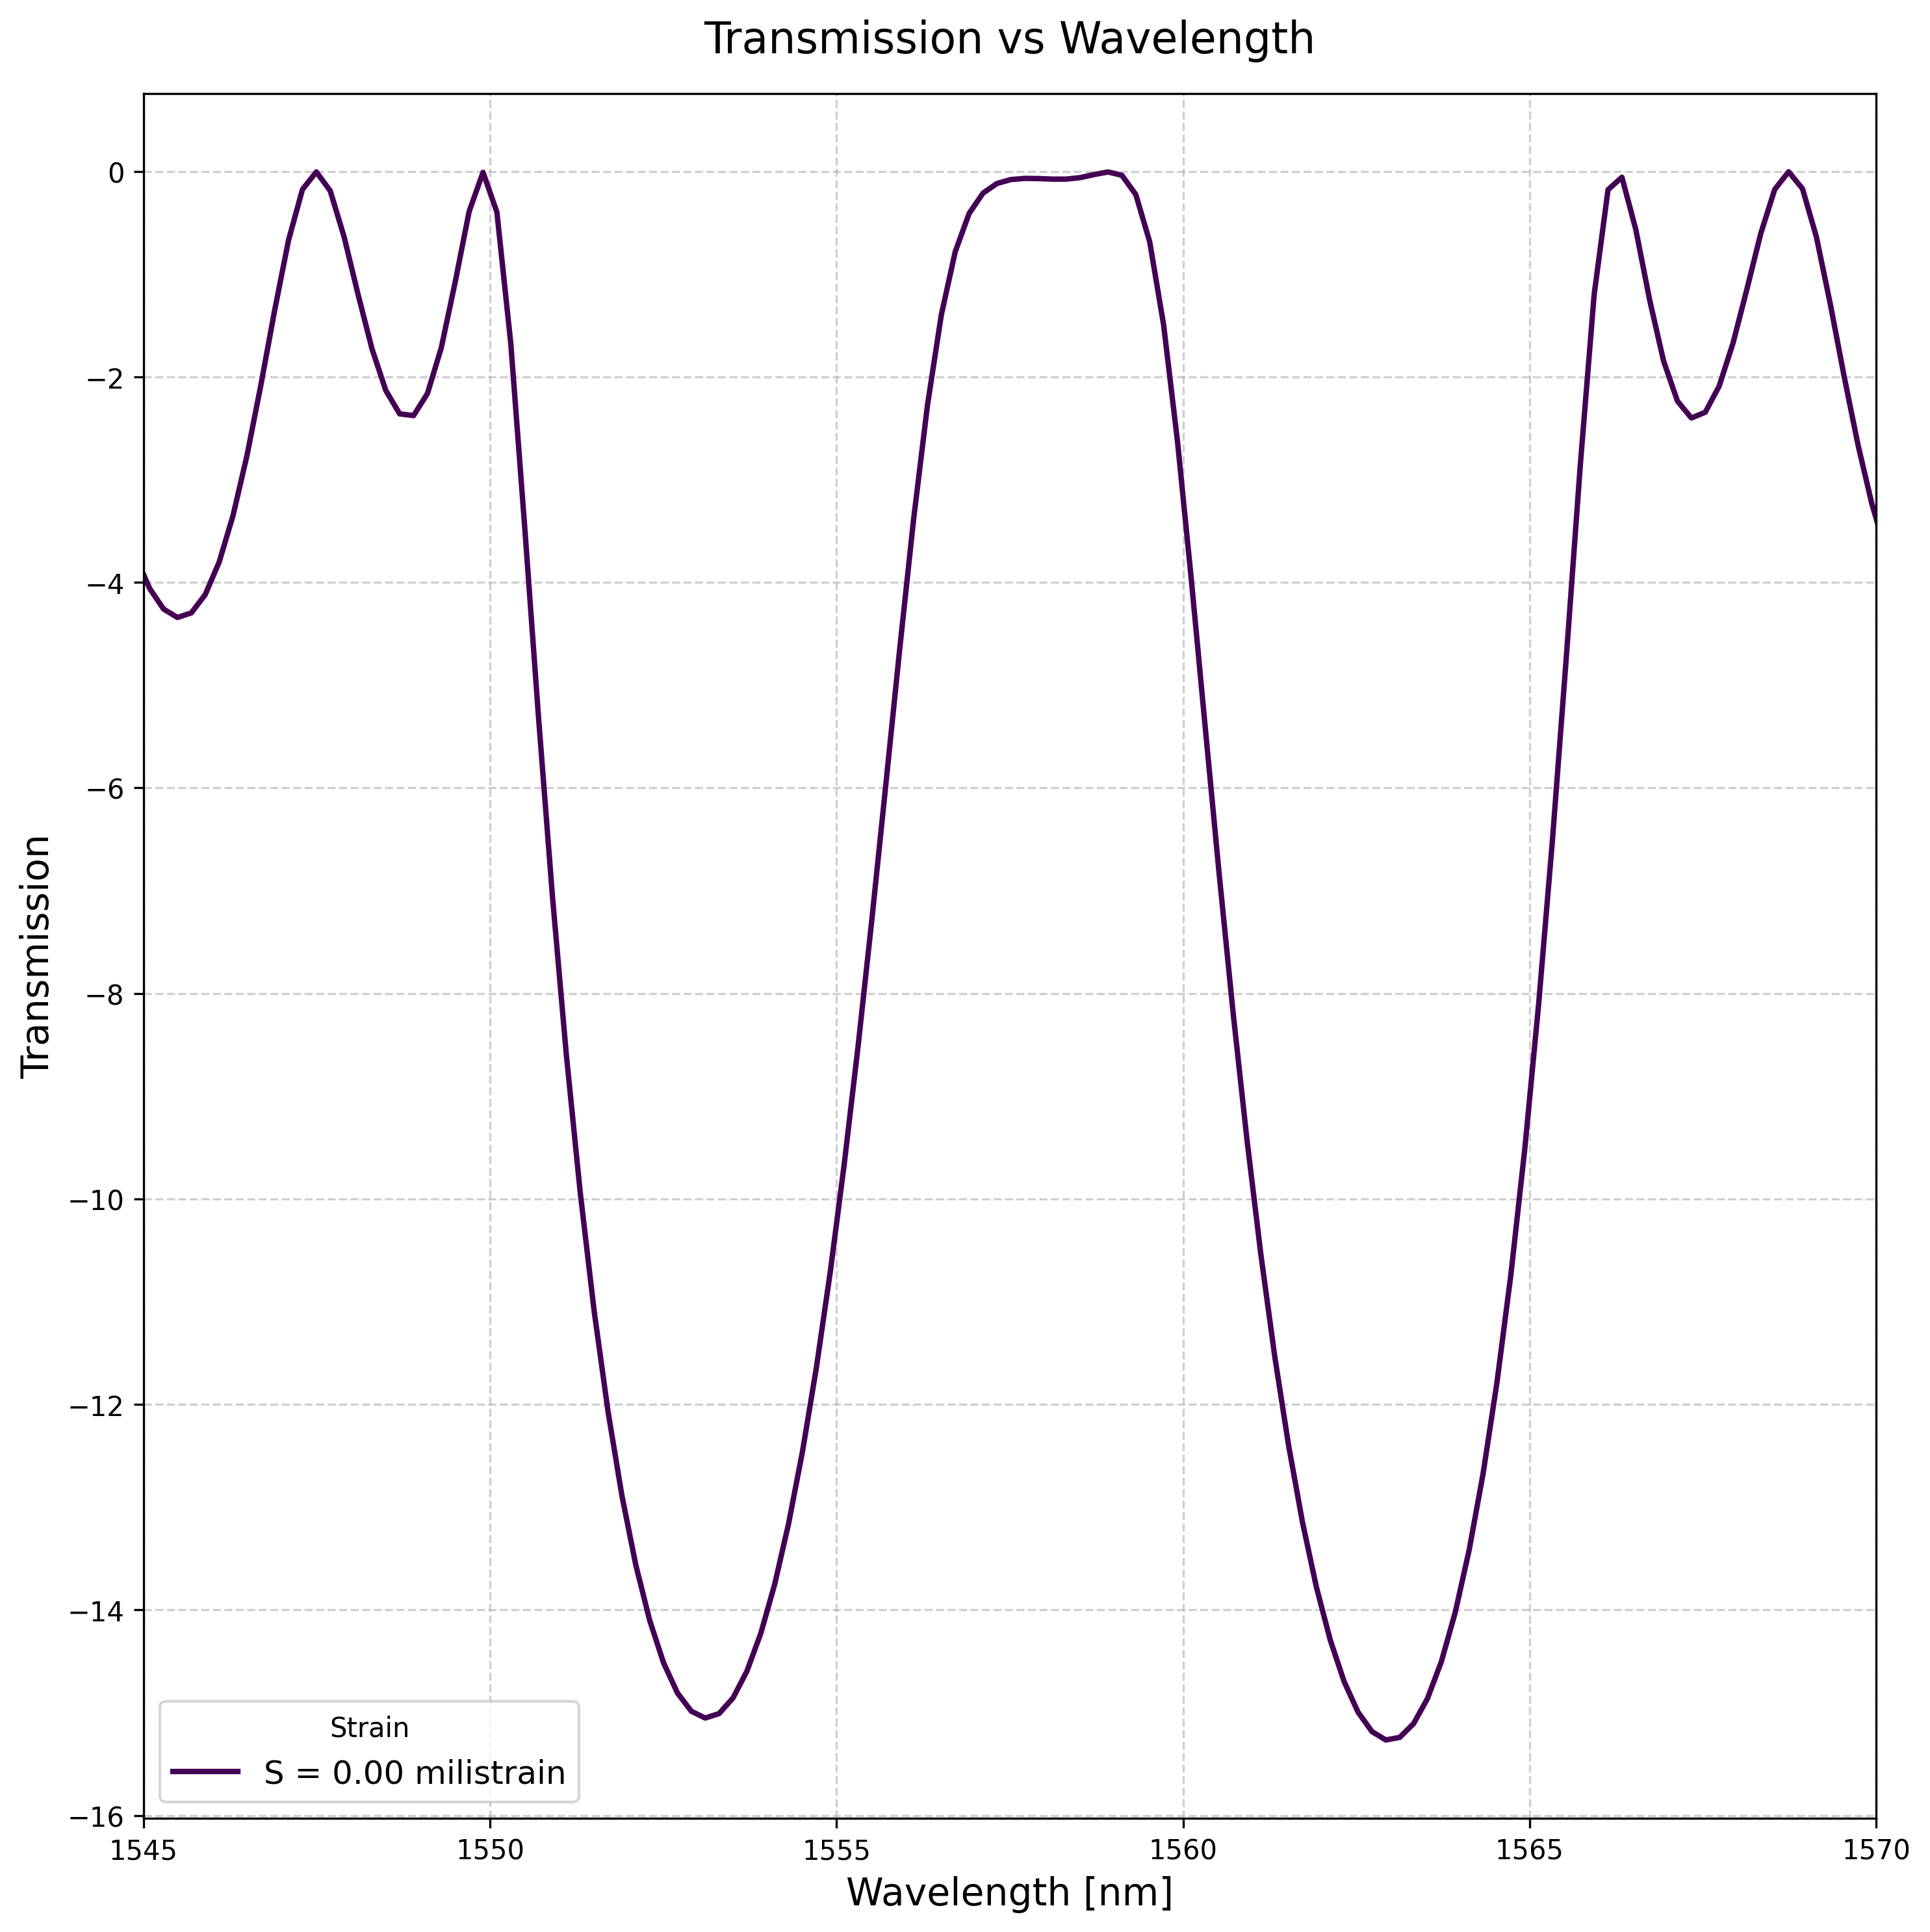 Transmission vs Wavelength
Transmission
0
−2
−4
−6
−8
−10
−12
−14
−16
Strain
S = 0.00 milistrain
1545 1550 1555 1560 1565 1570
Wavelength [nm]